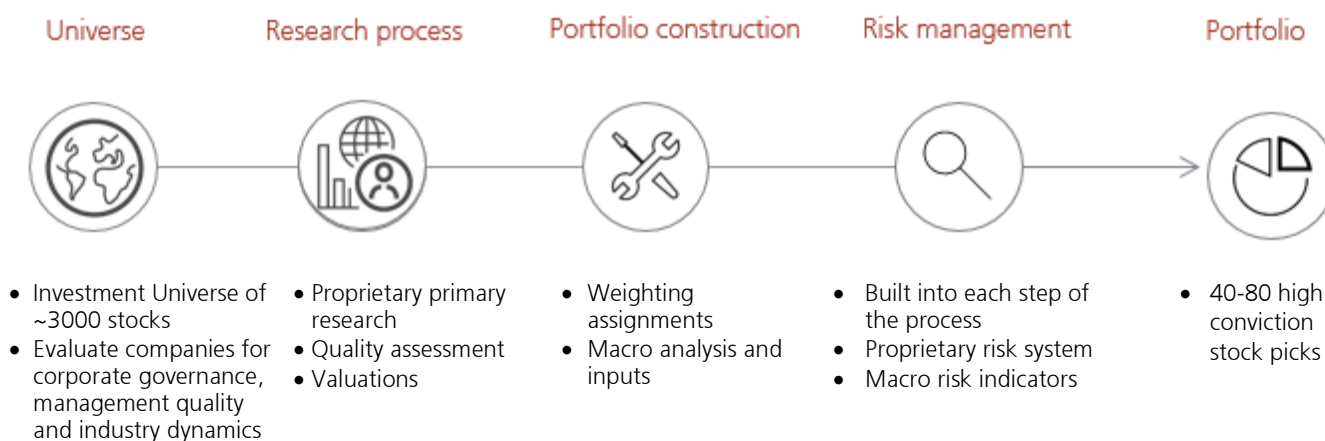 Universe
Research process
Portfolio construction
Risk management
Portfolio
• Investment Universe of
~3000 stocks
• Evaluate companies for
corporate governance,
management quality
and industry dynamics
• Proprietary primary
research
• Quality assessment
• Valuations
• Weighting
assignments
• Macro analysis and
inputs
• Built into each step of
the process
• Proprietary risk system
• Macro risk indicators
• 40-80 high
conviction
stock picks